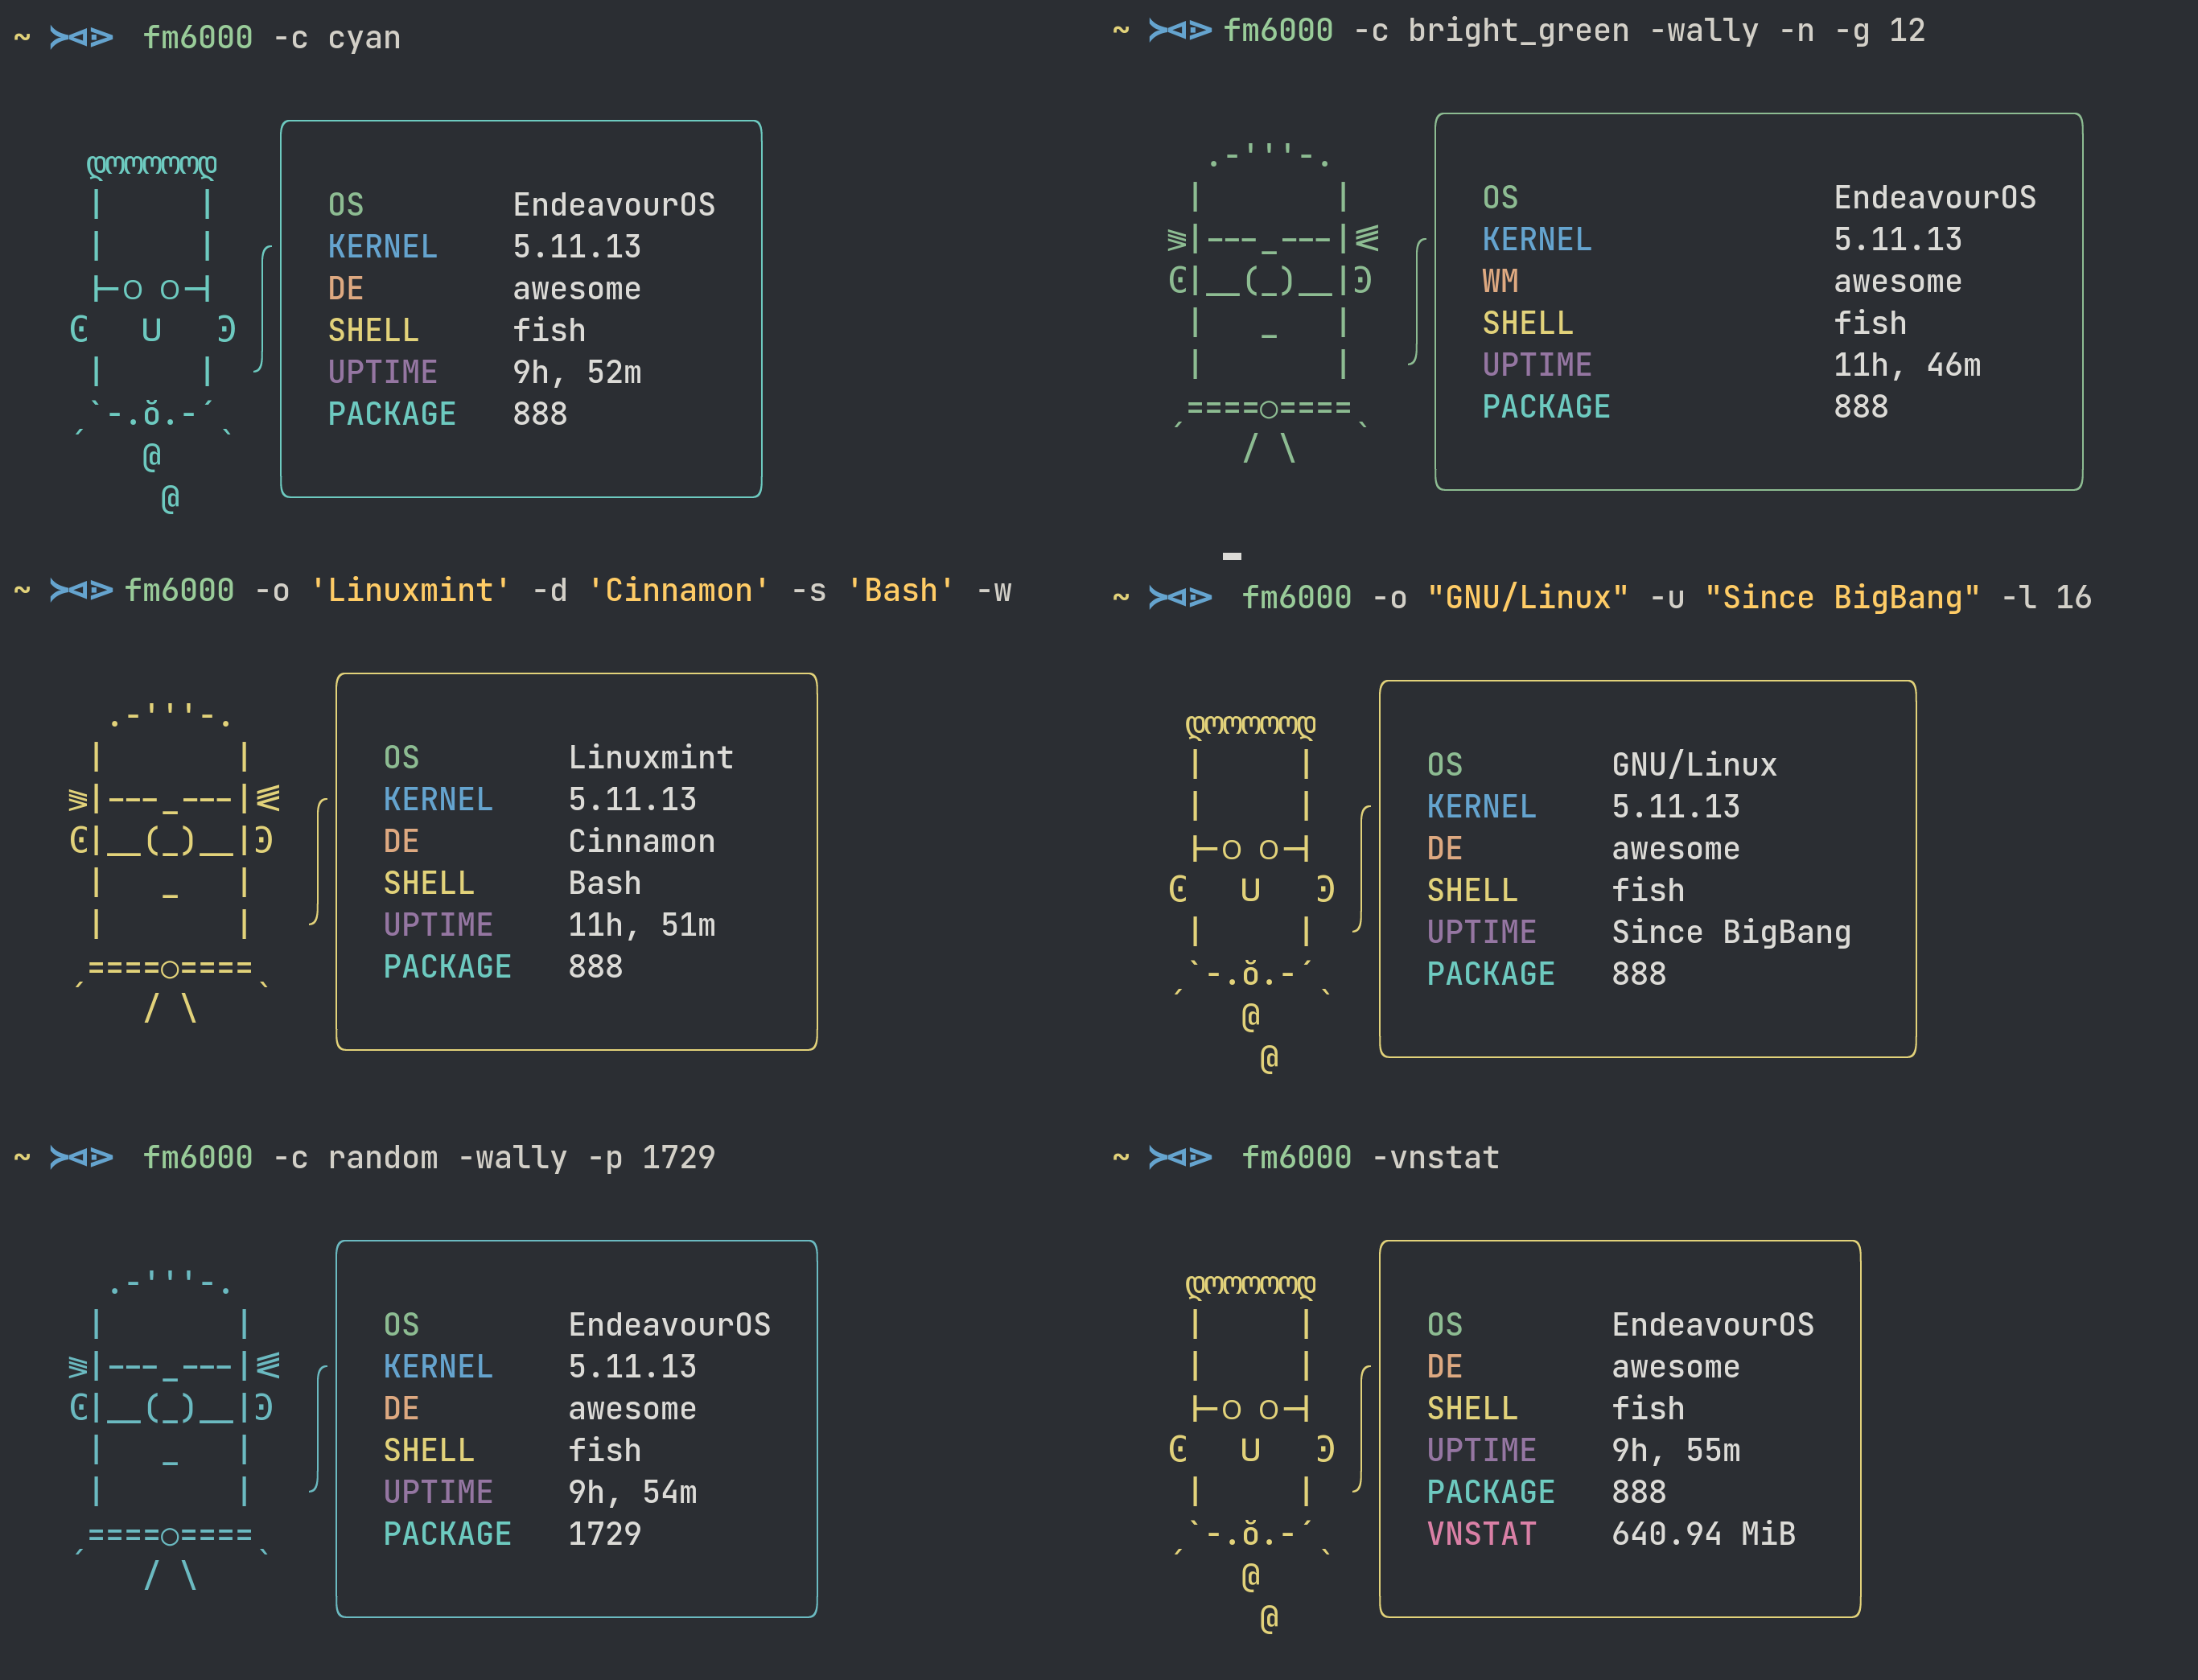 ~ fm6000 -c cyan
OS EndeavourOS
KERNEL 5.11.13
DE awesome
SHELL fish
UPTIME 9h, 52m
PACKAGE 888
~ fm6000 -c bright_green -wally -n -g 12
OS EndeavourOS
KERNEL 5.11.13
WM awesome
SHELL fish
UPTIME 11h, 46m
PACKAGE 888
~ fm6000 -o 'Linuxmint' -d 'Cinnamon' -s 'Bash' -w
OS Linuxmint
KERNEL 5.11.13
DE Cinnamon
SHELL Bash
UPTIME 11h, 51m
PACKAGE 888
~ fm6000 -o "GNU/Linux" -u "Since BigBang" -l 16
OS GNU/Linux
KERNEL 5.11.13
DE awesome
SHELL fish
UPTIME Since BigBang
PACKAGE 888
~ fm6000 -c random -wally -p 1729
OS EndeavourOS
KERNEL 5.11.13
DE awesome
SHELL fish
UPTIME 9h, 54m
PACKAGE 1729
~ fm6000 -vnstat
OS EndeavourOS
DE awesome
SHELL fish
UPTIME 9h, 55m
PACKAGE 888
VNSTAT 640.94 MiB